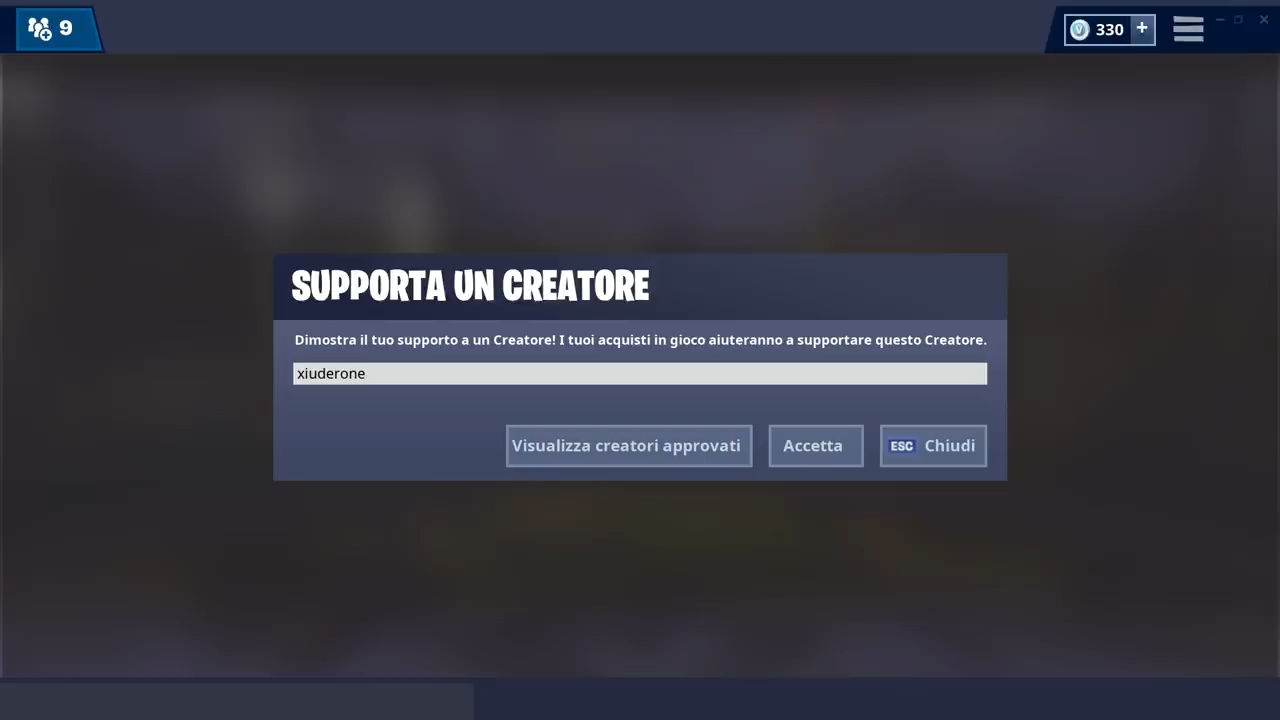 9
330 +
SUPPORTA UN CREATORE
Dimostra il tuo supporto a un Creatore! I tuoi acquisti in gioco aiuteranno a supportare questo Creatore.
xiuderone
Visualizza creatori approvati
Accetta
ESC Chiudi